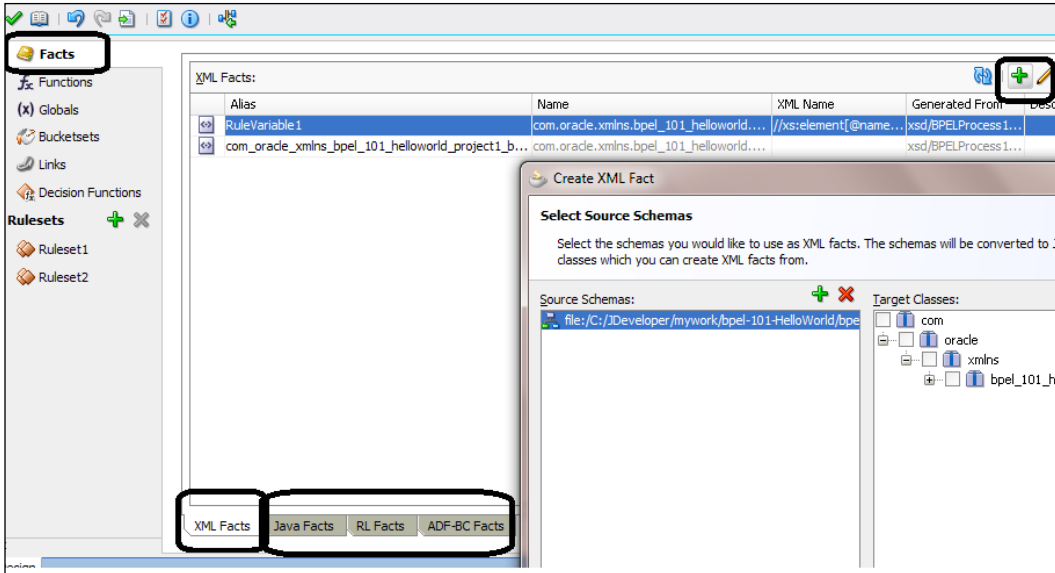 Facts
fx Functions
(x) Globals
Bucketsets
Links
Decision Functions
Rulesets
Ruleset1
Ruleset2
XML Facts:
Alias Name XML Name Generated From
RuleVariable1 com.oracle.xmlns.bpel_101_helloworld.... //xs:element[@name... xsd/BPELProcess1...
com_oracle_xmlns_bpel_101_helloworld_project1_b... com.oracle.xmlns.bpel_101_helloworld.... xsd/BPELProcess1...
Create XML Fact
Select Source Schemas
Select the schemas you would like to use as XML facts. The schemas will be converted to
classes which you can create XML facts from.
Source Schemas:
Target Classes:
file:/C:/JDeveloper/mywork/bpel-101-HelloWorld/bpe
com
oracle
xmlns
bpel_101_h
XML Facts Java Facts RL Facts ADF-BC Facts